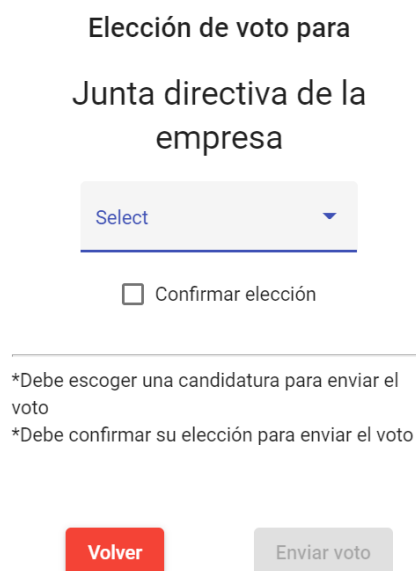 Elección de voto para
Junta directiva de la
empresa
Select
Confirmar elección
*Debe escoger una candidatura para enviar el
voto
*Debe confirmar su elección para enviar el voto
Volver
Enviar voto